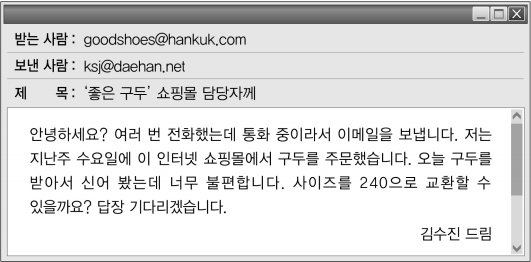 받는 사람 : goodshoes@hankuk.com
보낸 사람 : ksj@daehan.net
제 목 : ‘좋은 구두’ 쇼핑몰 담당자께
안녕하세요? 여러 번 전화했는데 통화 중이라서 이메일을 보냅니다. 저는
지난주 수요일에 이 인터넷 쇼핑몰에서 구두를 주문했습니다. 오늘 구두를
받아서 신어 봤는데 너무 불편합니다. 사이즈를 240으로 교환할 수
있을까요? 답장 기다리겠습니다.
김수진 드림